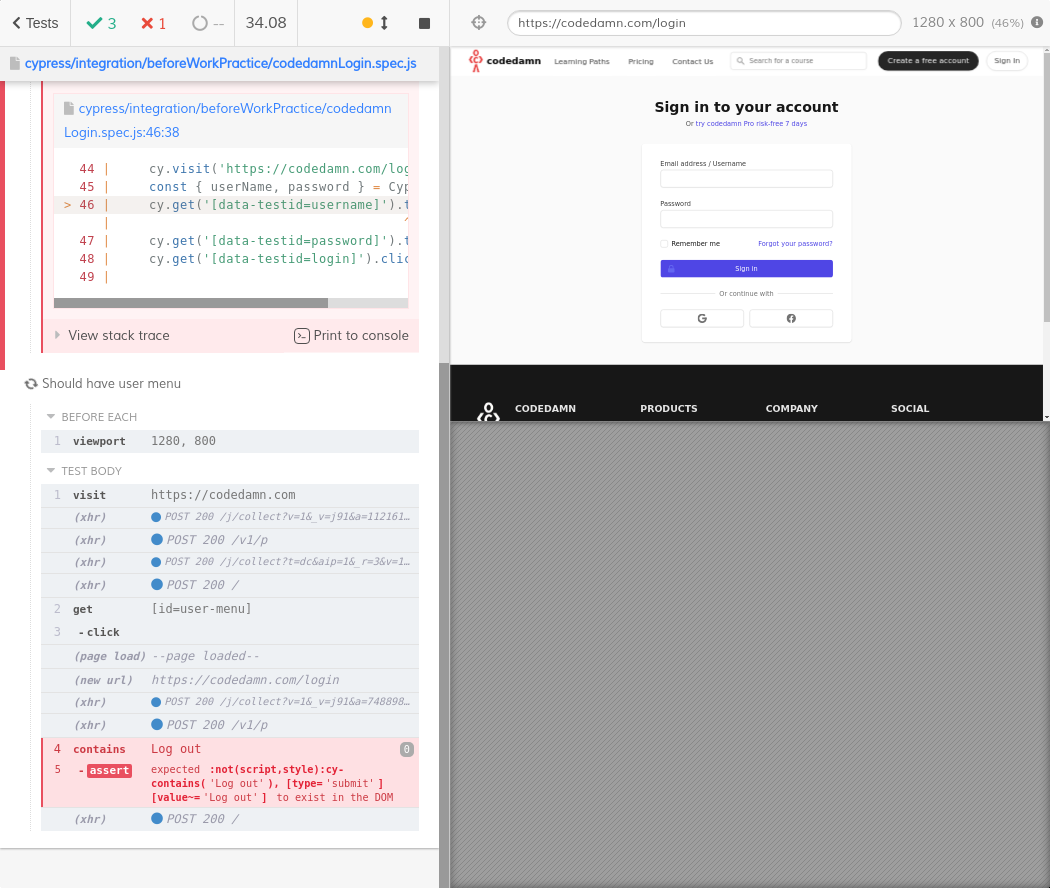 Tests
3
1
--
34.08
cypress/integration/beforeWorkPractice/codedamnLogin.spec.js
cypress/integration/beforeWorkPractice/codedamn
Login.spec.js:46:38
44 | cy.visit('https://codedamn.com/log
45 | const { userName, password } = Cyp
> 46 | cy.get('[data-testid=username]').t
| ^
47 | cy.get('[data-testid=password]').t
48 | cy.get('[data-testid=login]').clic
49 |
View stack trace
Print to console
Should have user menu
BEFORE EACH
1 viewport 1280, 800
TEST BODY
1 visit https://codedamn.com
(xhr) POST 200 /j/collect?v=1&_v=j91&a=112161…
(xhr) POST 200 /v1/p
(xhr) POST 200 /j/collect?t=dc&aip=1&_r=3&v=1…
(xhr) POST 200 /
2 get [id=user-menu]
3 -click
(page load) --page loaded--
(new url) https://codedamn.com/login
(xhr) POST 200 /j/collect?v=1&_v=j91&a=748898…
(xhr) POST 200 /v1/p
4 contains Log out 0
5 -assert expected :not(script,style):cy-
contains('Log out'), [type='submit']
[value~='Log out'] to exist in the DOM
(xhr) POST 200 /
https://codedamn.com/login
1280 x 800 (46%)
codedamn
Learning Paths
Pricing
Contact Us
Search for a course
Create a free account
Sign In
Sign in to your account
Or try codedamn Pro risk-free 7 days
Email address / Username
Password
Remember me
Forgot your password?
Sign in
Or continue with
CODEDAMN
PRODUCTS
COMPANY
SOCIAL